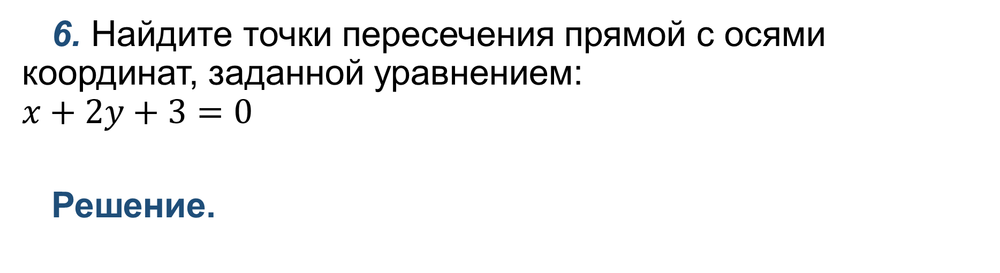 6. Найдите точки пересечения прямой с осями
координат, заданной уравнением:
x + 2y + 3 = 0
Решение.